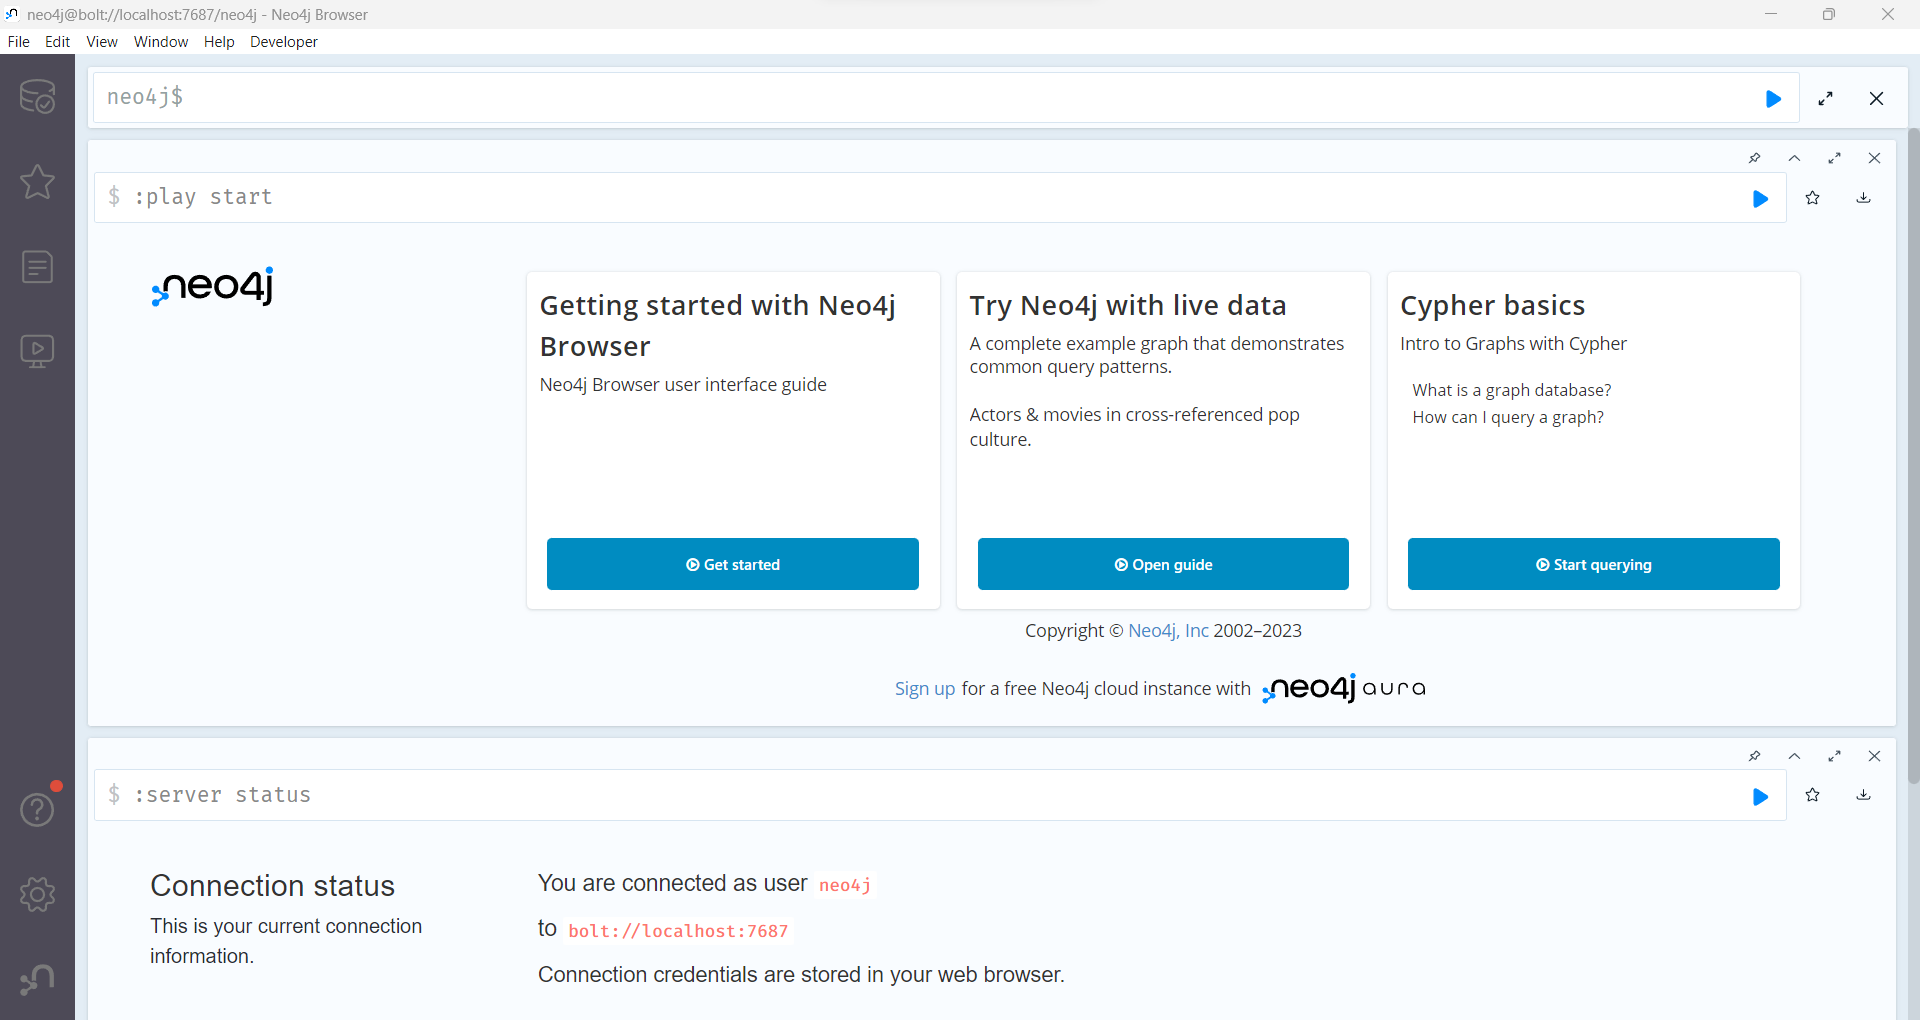 neo4j@bolt://localhost:7687/neo4j - Neo4j Browser
File Edit View Window Help Developer
neo4j$
$ :play start
neo4j
Getting started with Neo4j
Browser
Neo4j Browser user interface guide
Get started
Try Neo4j with live data
A complete example graph that demonstrates
common query patterns.
Actors & movies in cross-referenced pop
culture.
Open guide
Cypher basics
Intro to Graphs with Cypher
What is a graph database?
How can I query a graph?
Start querying
Copyright © Neo4j, Inc 2002–2023
Sign up for a free Neo4j cloud instance with neo4j aura
$ :server status
Connection status
This is your current connection
information.
You are connected as user neo4j
to bolt://localhost:7687
Connection credentials are stored in your web browser.